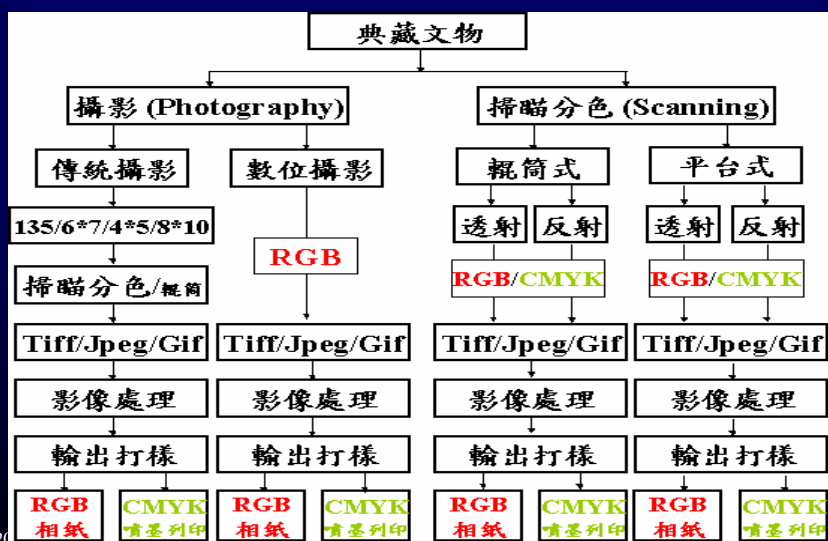 典藏文物
攝影 (Photography)
掃瞄分色 (Scanning)
傳統攝影
數位攝影
輥筒式
平台式
135/6*7/4*5/8*10
透射
反射
透射
反射
RGB
RGB/CMYK
RGB/CMYK
掃瞄分色/輥筒
Tiff/Jpeg/Gif
Tiff/Jpeg/Gif
Tiff/Jpeg/Gif
Tiff/Jpeg/Gif
影像處理
影像處理
影像處理
影像處理
輸出打樣
輸出打樣
輸出打樣
輸出打樣
RGB
相紙
CMYK
噴墨列印
RGB
相紙
CMYK
噴墨列印
RGB
相紙
CMYK
噴墨列印
RGB
相紙
CMYK
噴墨列印